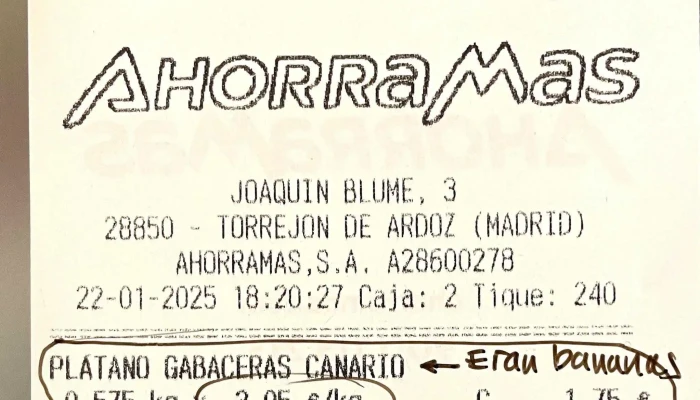 AHORRAMAS
JOAQUIN BLUME, 3
28850 - TORREJON DE ARDOZ (MADRID)
AHORRAMAS,S.A. A28600278
22-01-2025 18:20:27 Caja: 2 Tique: 240
PLATANO GABACERAS CANARIO ← Eran bananas